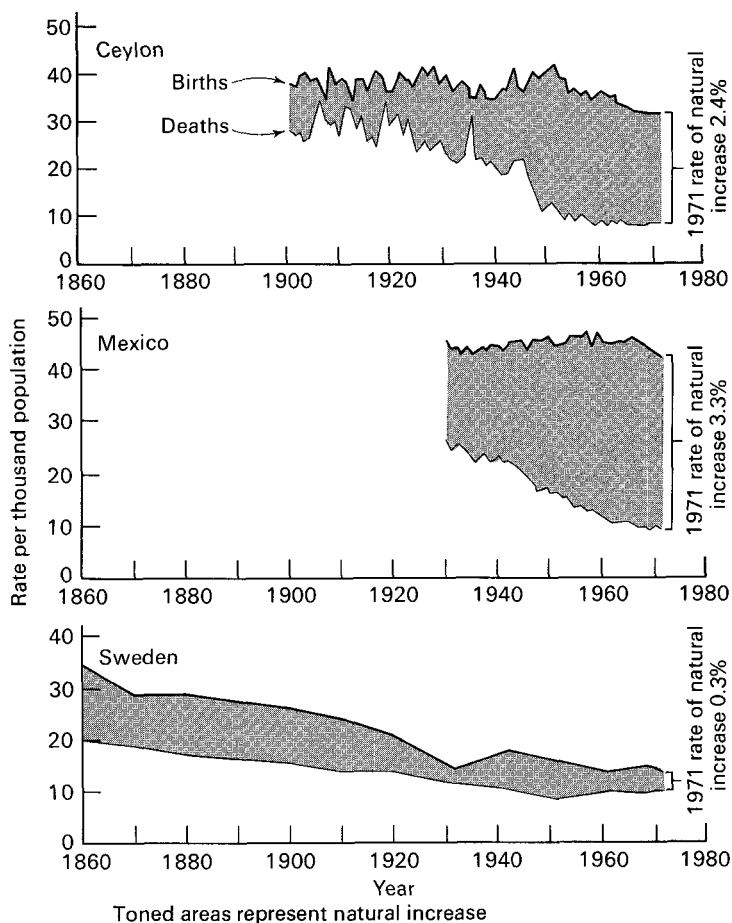 50
40
30
20
10
0
Ceylon
Births
Deaths
1971 rate of natural
increase 2.4%
1860
1880
1900
1920
1940
1960
1980
Rate per thousand population
50
40
30
20
10
0
Mexico
1971 rate of natural
increase 3.3%
1860
1880
1900
1920
1940
1960
1980
40
30
20
10
0
Sweden
1971 rate of natural
increase 0.3%
1860
1880
1900
1920
1940
1960
1980
Year
Toned areas represent natural increase